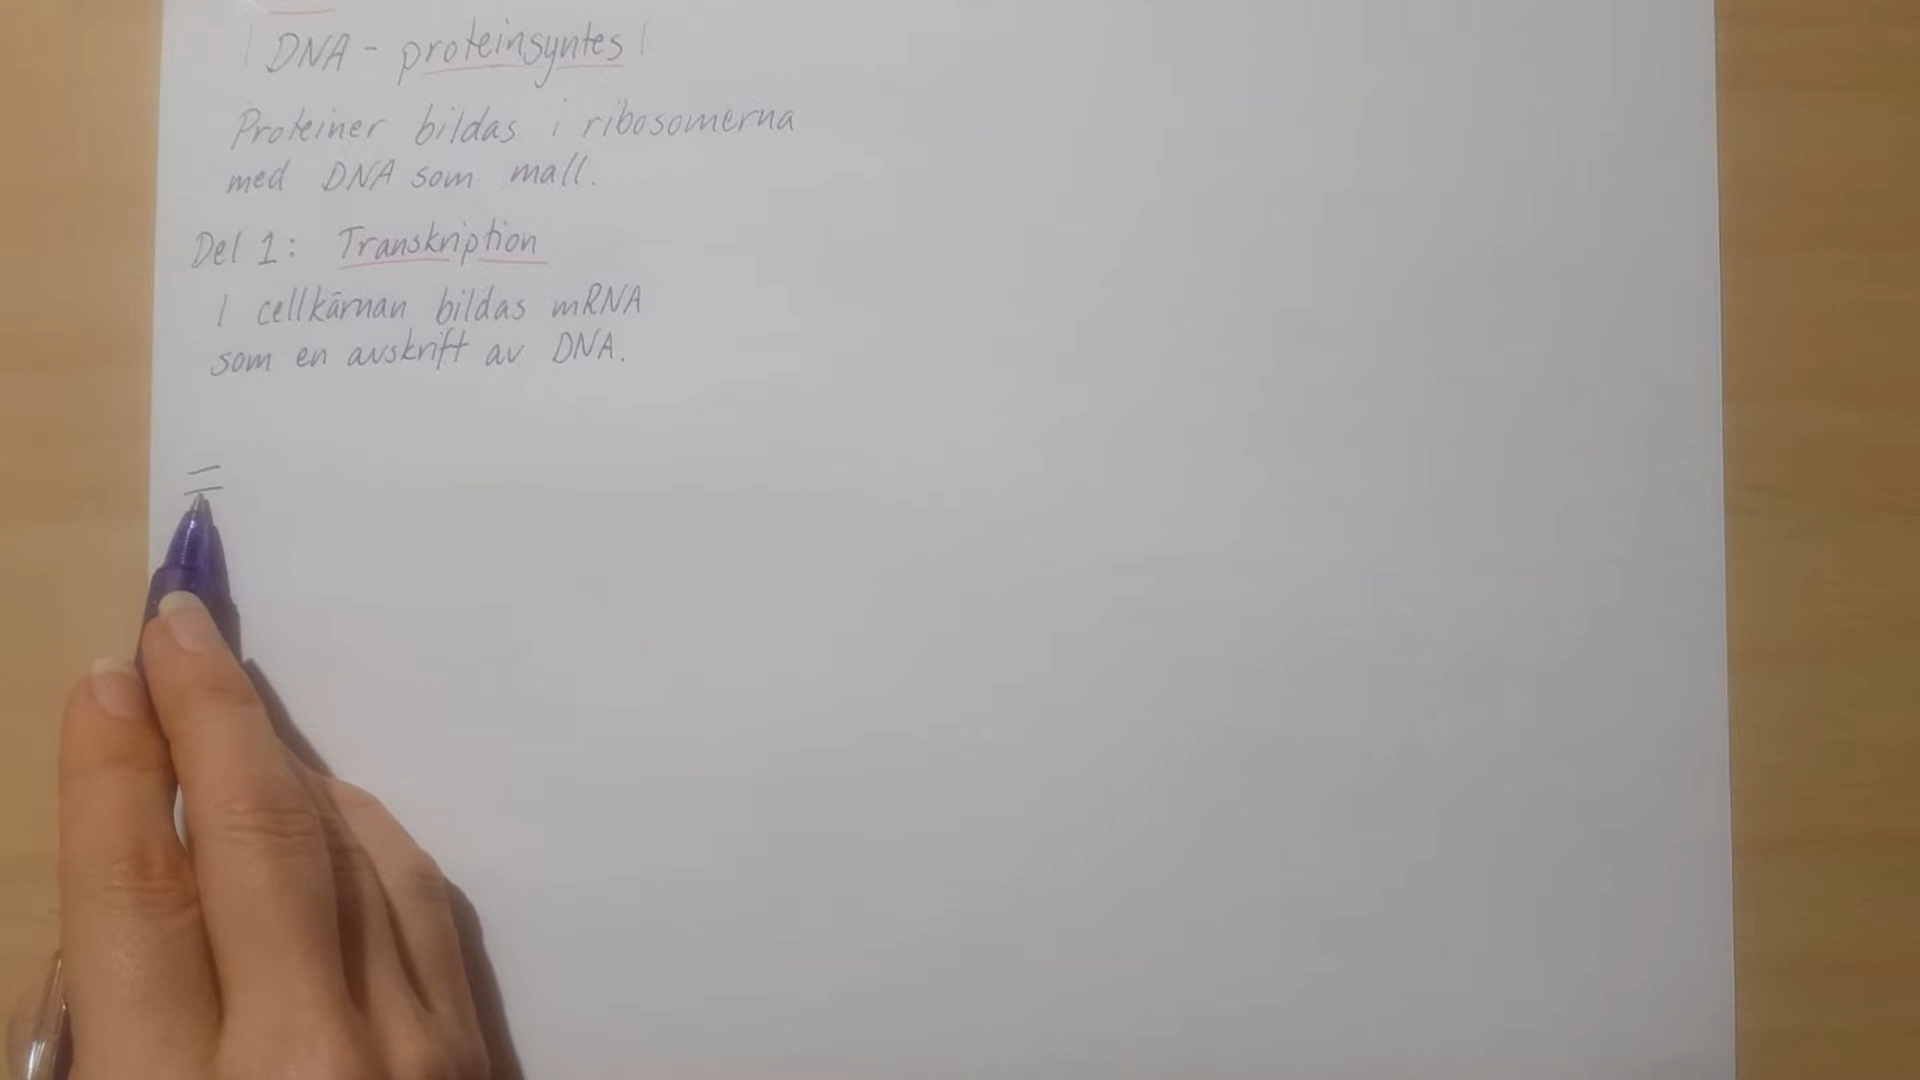 DNA - proteinsyntes
Proteiner bildas i ribosomerna
med DNA som mall.
Del 1: Transkription
I cellkärnan bildas mRNA
som en avskrift av DNA.